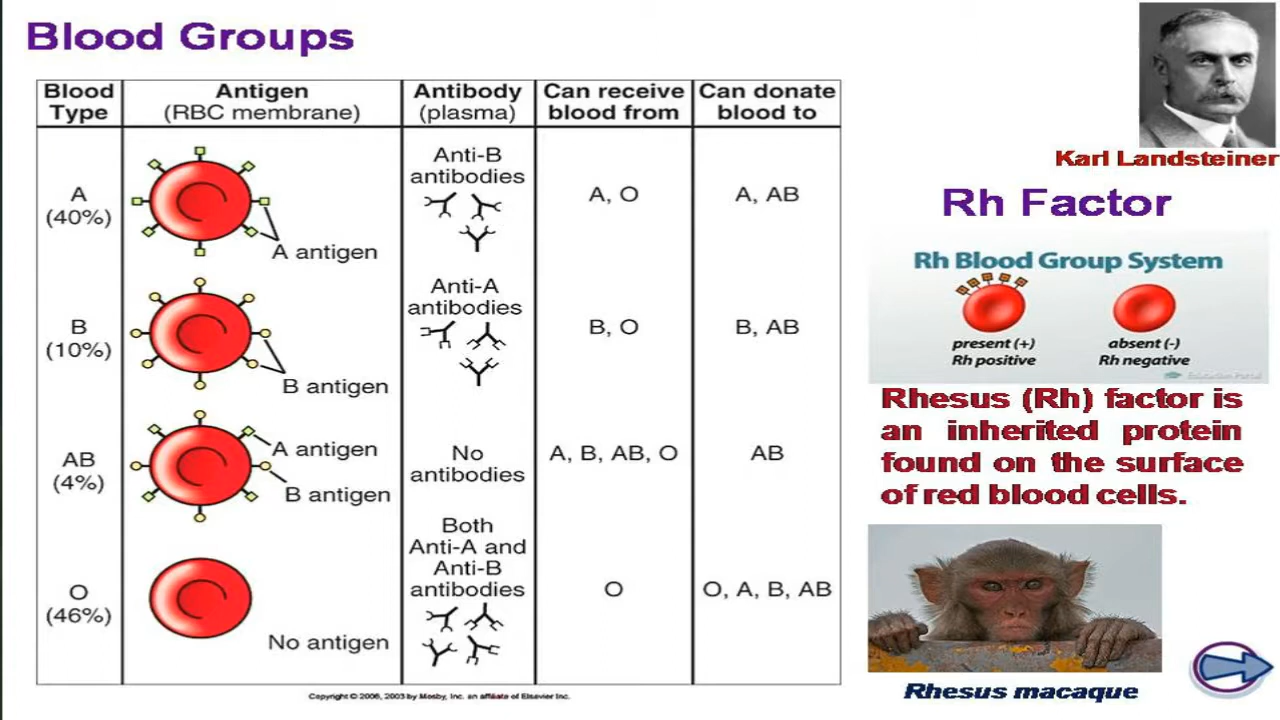 Blood Groups
Blood Type
Antigen (RBC membrane)
Antibody (plasma)
Can receive blood from
Can donate blood to
A (40%)
A antigen
Anti-B antibodies
A, O
A, AB
B (10%)
B antigen
Anti-A antibodies
B, O
B, AB
AB (4%)
A antigen
B antigen
No antibodies
A, B, AB, O
AB
O (46%)
No antigen
Both Anti-A and Anti-B antibodies
O
O, A, B, AB
Copyright © 2006, 2003 by Mosby, Inc. an affiliate of Elsevier Inc.
Karl Landsteiner
Rh Factor
Rh Blood Group System
present (+)
Rh positive
absent (-)
Rh negative
Education Portal
Rhesus (Rh) factor is
an inherited protein
found on the surface
of red blood cells.
Rhesus macaque